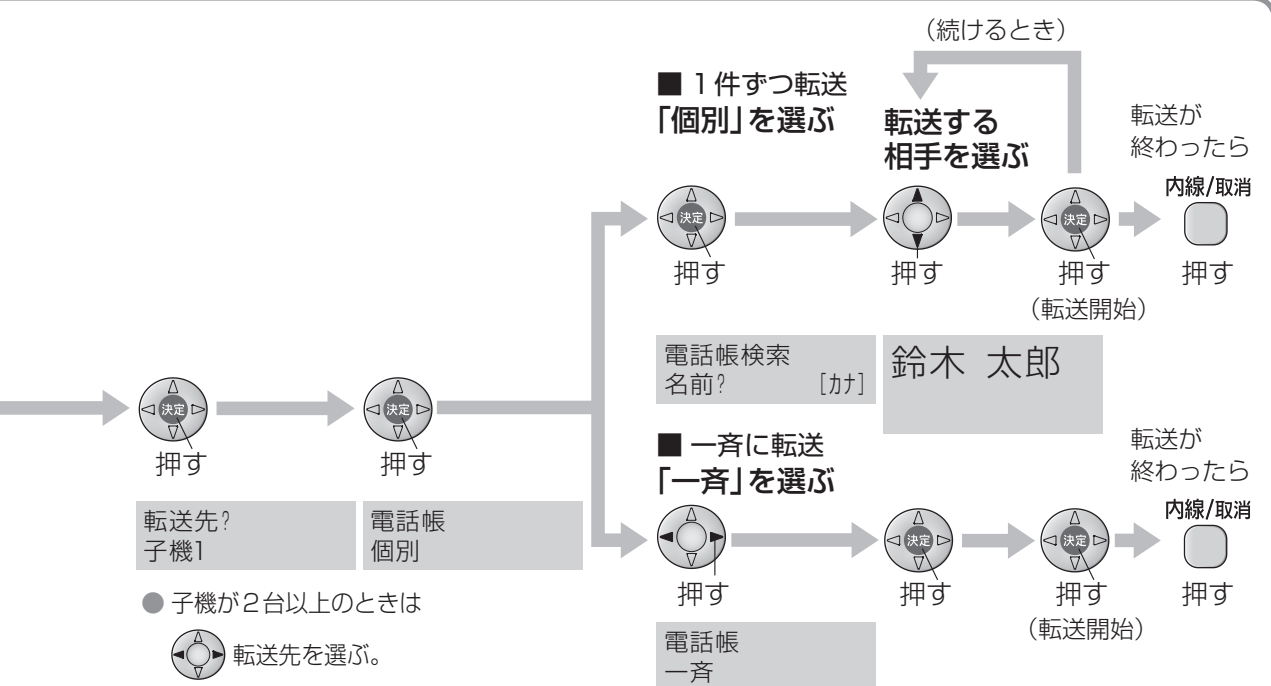 (続けるとき)
■ 1件ずつ転送
「個別」を選ぶ
転送する
相手を選ぶ
転送が
終わったら
内線/取消
決定
決定
押す
押す
押す
押す
(転送開始)
電話帳検索
名前? [カナ]
鈴木 太郎
決定
決定
押す
押す
転送先?
子機1
電話帳
個別
● 子機が2台以上のときは
転送先を選ぶ。
■ 一斉に転送
「一斉」を選ぶ
転送が
終わったら
内線/取消
決定
決定
押す
押す
押す
押す
(転送開始)
電話帳
一斉